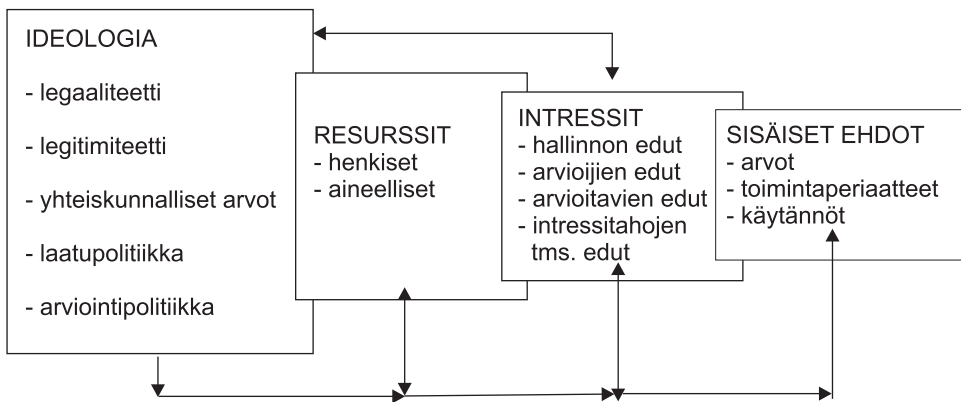 IDEOLOGIA
- legaaliteetti
- legitimiteetti
- yhteiskunnalliset arvot
- laatupolitiikka
- arviointipolitiikka
RESURSSIT
- henkiset
- aineelliset
INTRESSIT
- hallinnon edut
- arvioijien edut
- arvioitavien edut
- intressitahojen
tms. edut
SISÄISET EHDOT
- arvot
- toimintaperiaatteet
- käytännöt